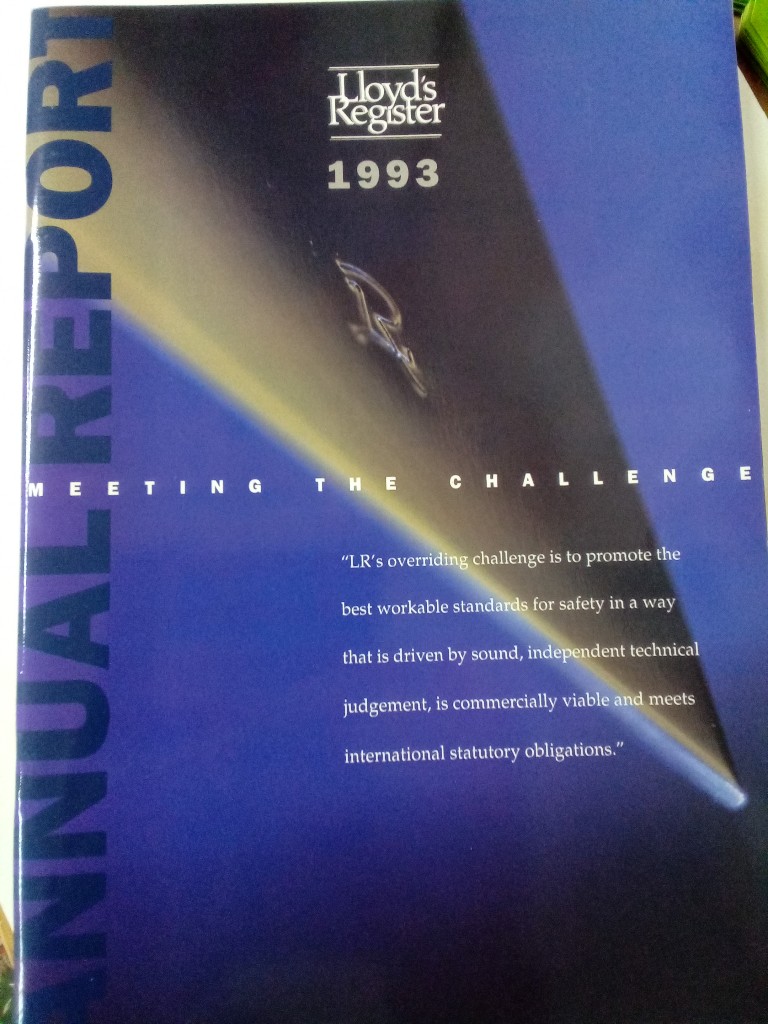 Lloyd's
Register
1993
ANNUAL REPORT
R
MEETING THE CHALLENGE
“LR's overriding challenge is to promote the
best workable standards for safety in a way
that is driven by sound, independent technical
judgement, is commercially viable and meets
international statutory obligations.”